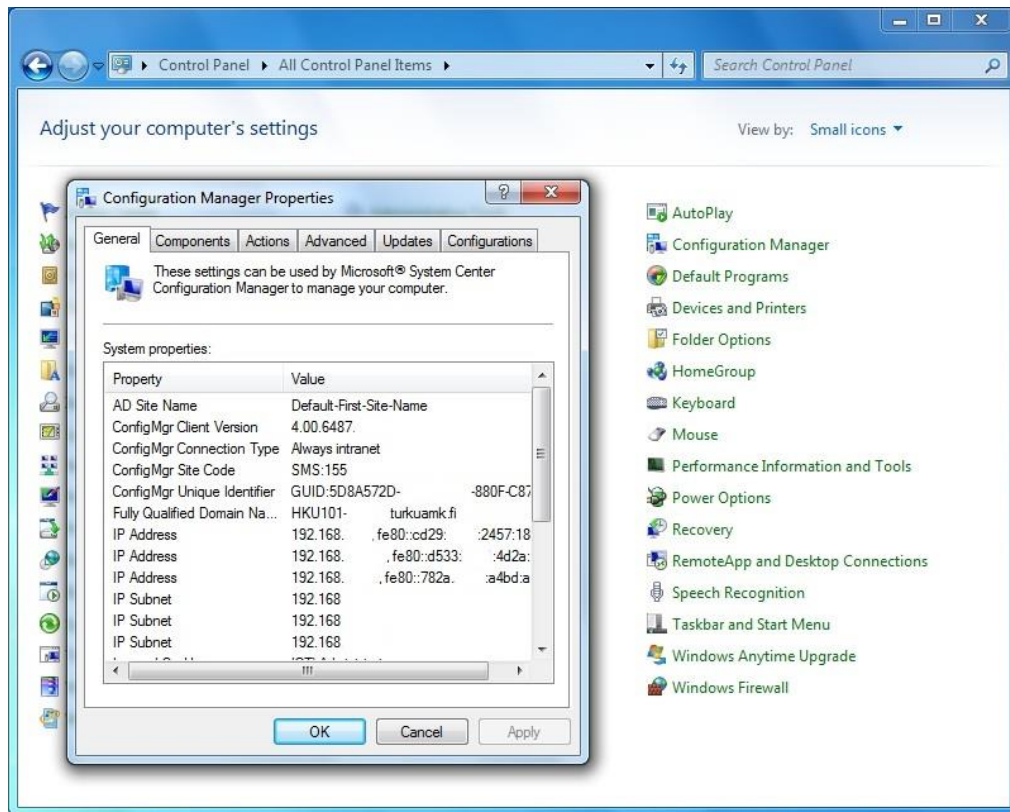 Control Panel All Control Panel Items
Search Control Panel
Adjust your computer's settings
View by: Small icons
Configuration Manager Properties
General Components Actions Advanced Updates Configurations
These settings can be used by Microsoft® System Center
Configuration Manager to manage your computer.
System properties:
Property Value
AD Site Name Default-First-Site-Name
ConfigMgr Client Version 4.00.6487.
ConfigMgr Connection Type Always intranet
ConfigMgr Site Code SMS:155
ConfigMgr Unique Identifier GUID:5D8A572D- -880F-C87
Fully Qualified Domain Na... HKU101- turkuamk.fi
IP Address 192.168. , fe80::cd29: :2457:18
IP Address 192.168. , fe80::d533: :4d2a:
IP Address 192.168. , fe80::782a. :a4bd:a
IP Subnet 192.168
IP Subnet 192.168
IP Subnet 192.168
OK Cancel Apply
AutoPlay
Configuration Manager
Default Programs
Devices and Printers
Folder Options
HomeGroup
Keyboard
Mouse
Performance Information and Tools
Power Options
Recovery
RemoteApp and Desktop Connections
Speech Recognition
Taskbar and Start Menu
Windows Anytime Upgrade
Windows Firewall